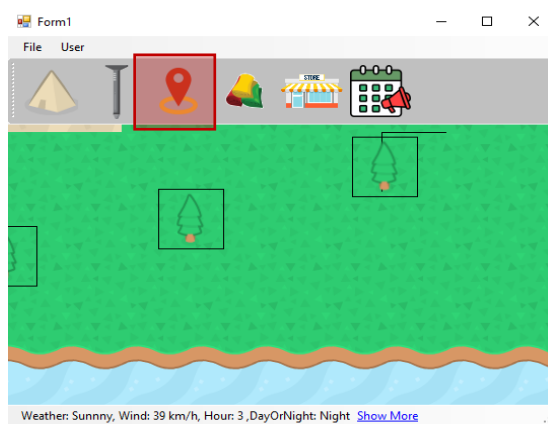 Form1
File User
STORE
Weather: Sunnny, Wind: 39 km/h, Hour: 3 ,DayOrNight: Night Show More